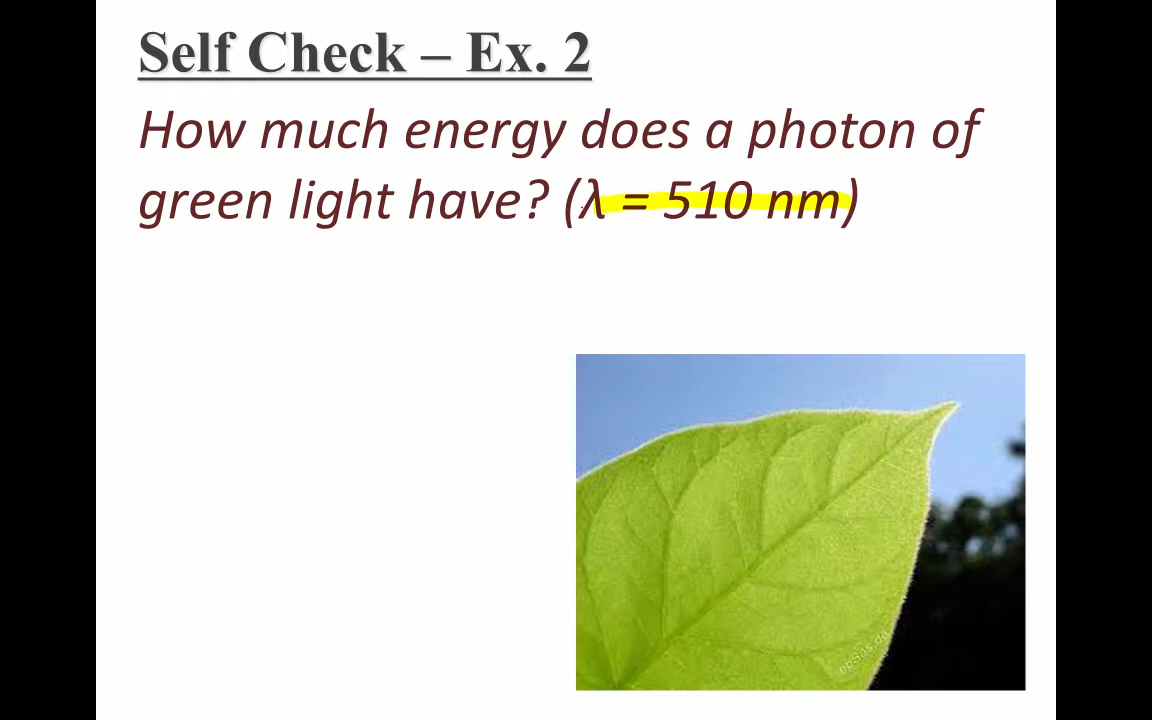 Self Check – Ex. 2
How much energy does a photon of
green light have? (λ = 510 nm)